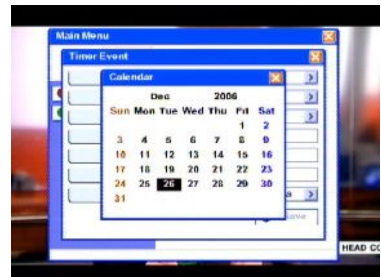 Main Menu
Timer Event
Calendar
Dec 2006
Sun Mon Tue Wed Thu Fri Sat
1 2
3 4 5 6 7 8 9
10 11 12 13 14 15 16
17 18 19 20 21 22 23
24 25 26 27 28 29 30
31
HEAD CO